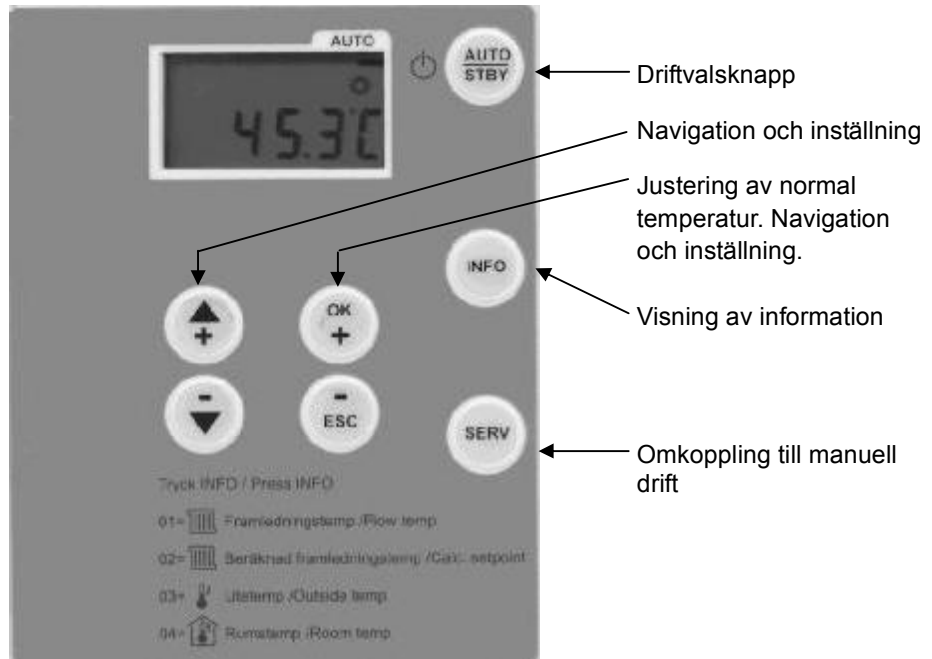 AUTO
45.3°C
AUTO
STBY
Driftvalsknapp
Navigation och inställning
Justering av normal
temperatur. Navigation
och inställning.
INFO
Visning av information
+
OK
+
-
-
ESC
SERV
Omkoppling till manuell
drift
Tryck INFO / Press INFO
01= Framledningstemp /Flow temp
02= Beräknad framledningstemp /Calc. setpoint
03= Utetemp /Outside temp
04= Rumstemp /Room temp